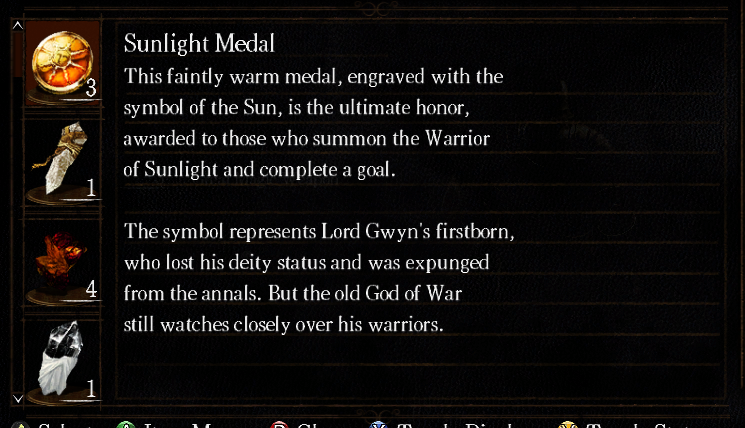 Sunlight Medal
This faintly warm medal, engraved with the
symbol of the Sun, is the ultimate honor,
awarded to those who summon the Warrior
of Sunlight and complete a goal.
The symbol represents Lord Gwyn's firstborn,
who lost his deity status and was expunged
from the annals. But the old God of War
still watches closely over his warriors.
3
1
4
1